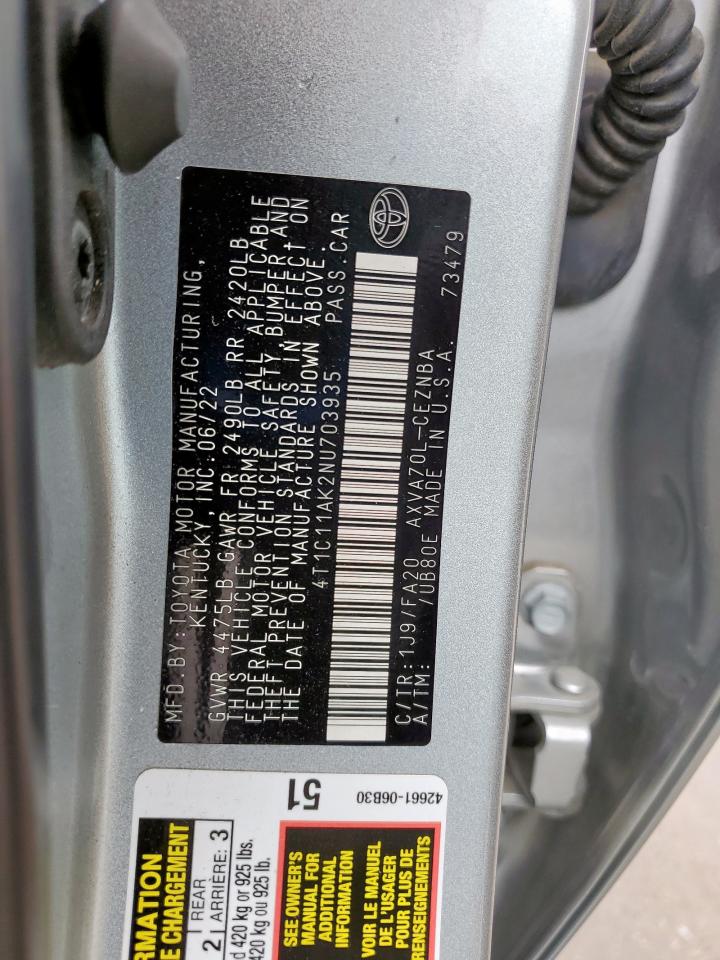 MFD.BY:TOYOTA MOTOR MANUFACTURING,
KENTUCKY, INC. 06/22
GVWR 4475LB GAWR FR 2490LB RR 2420LB
THIS VEHICLE CONFORMS TO ALL APPLICABLE
FEDERAL MOTOR VEHICLE SAFETY, BUMPER AND
THEFT PREVENTION STANDARDS IN EFFECT ON
THE DATE OF MANUFACTURE SHOWN ABOVE.
4T1C11AK2NU703935 PASS.CAR
C/TR: 1J9/FA20 AXVA70L-CEZNBA
A/TM: /UB80E MADE IN U.S.A. 73479
51
42661-06B30
RMATION
E CHARGEMENT
2 REAR 3
ARRIÈRE:
d 420 kg or 925 lbs.
420 kg ou 925 lb.
SEE OWNER'S
MANUAL FOR
ADDITIONAL
INFORMATION
VOIR LE MANUEL
DE L'USAGER
POUR PLUS DE
RENSEIGNEMENTS